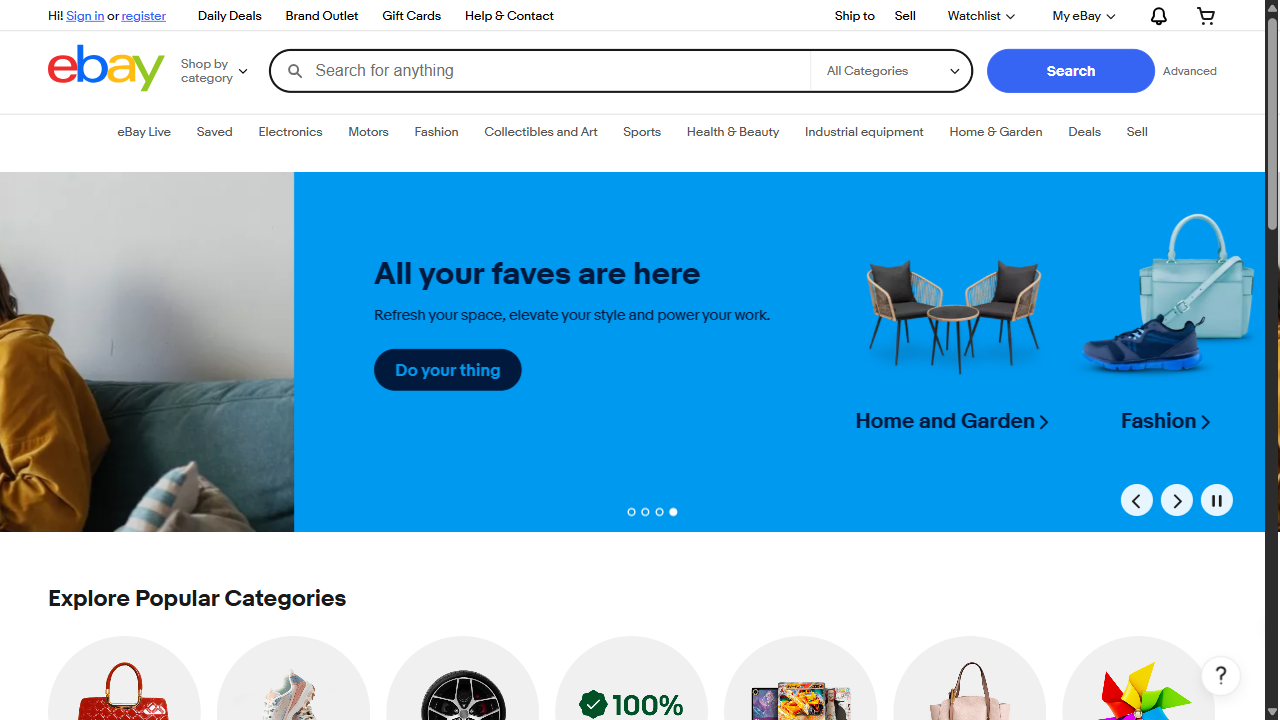 Hi! Sign in or register Daily Deals Brand Outlet Gift Cards Help & Contact Ship to Sell Watchlist My eBay
ebay Shop by category Search for anything All Categories Search Advanced
eBay Live Saved Electronics Motors Fashion Collectibles and Art Sports Health & Beauty Industrial equipment Home & Garden Deals Sell
All your faves are here
Refresh your space, elevate your style and power your work.
Do your thing
Home and Garden Fashion
Explore Popular Categories
100%
?